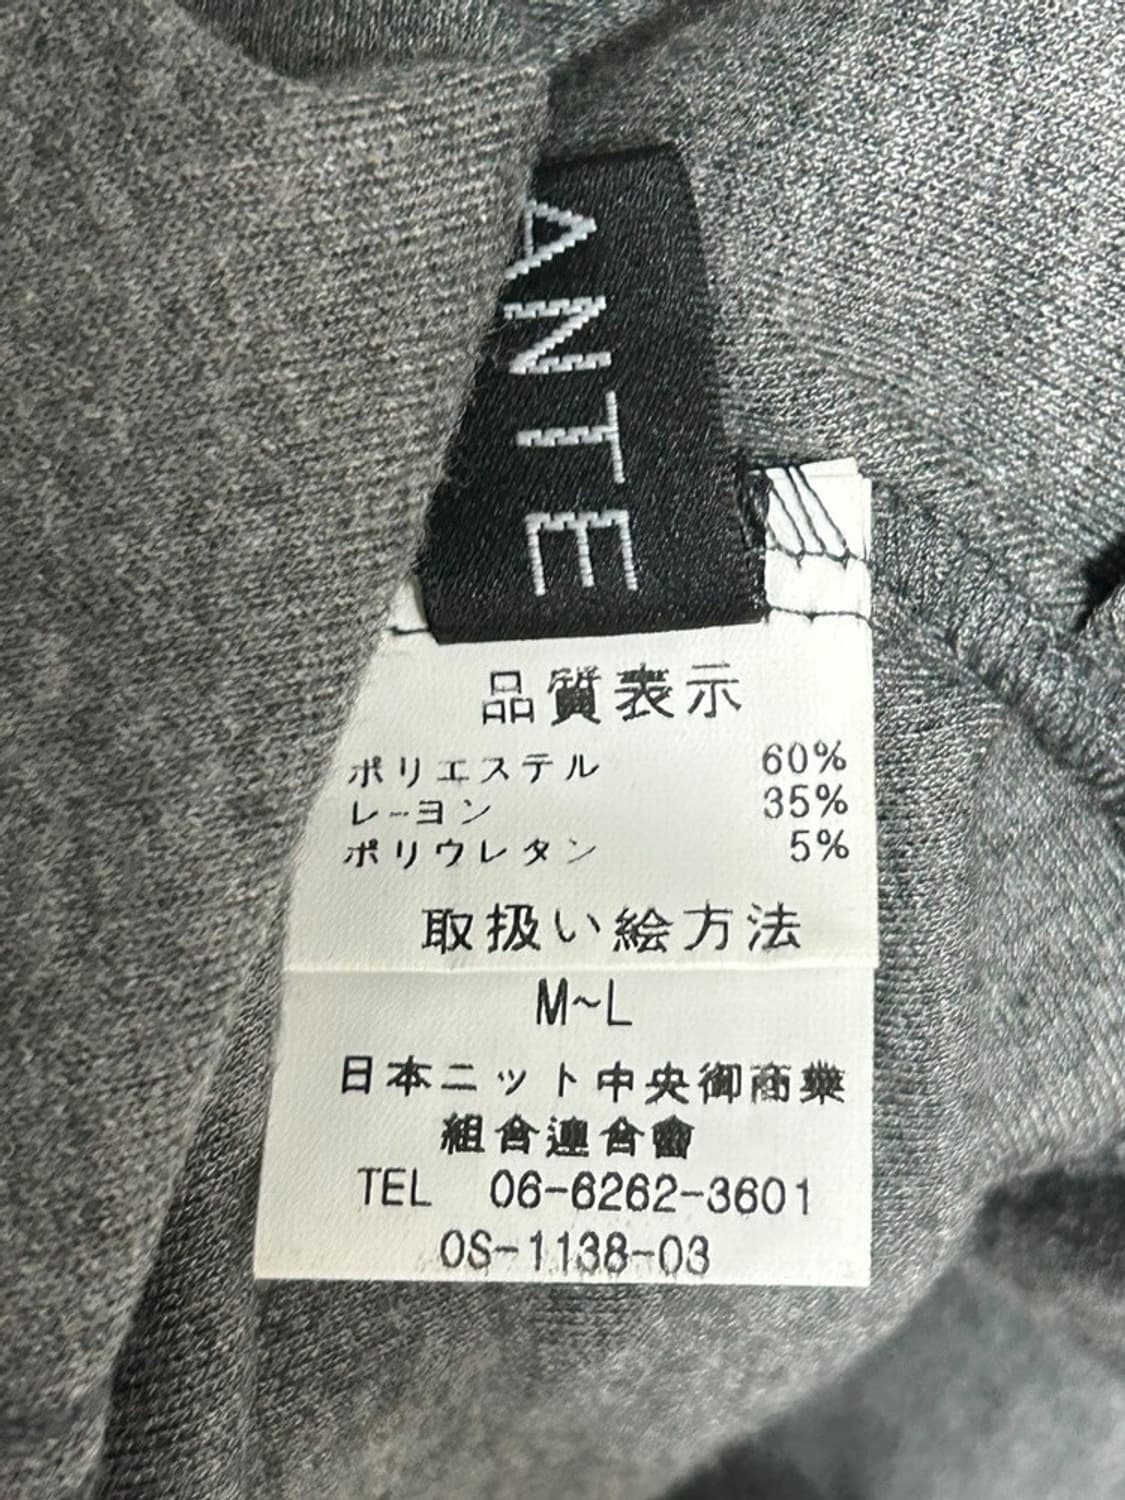 ANTE
品質表示
ポリエステル 60%
レーヨン 35%
ポリウレタン 5%
取扱い絵方法
M~L
日本ニット中央御商業
組合連合會
TEL 06-6262-3601
OS-1138-03